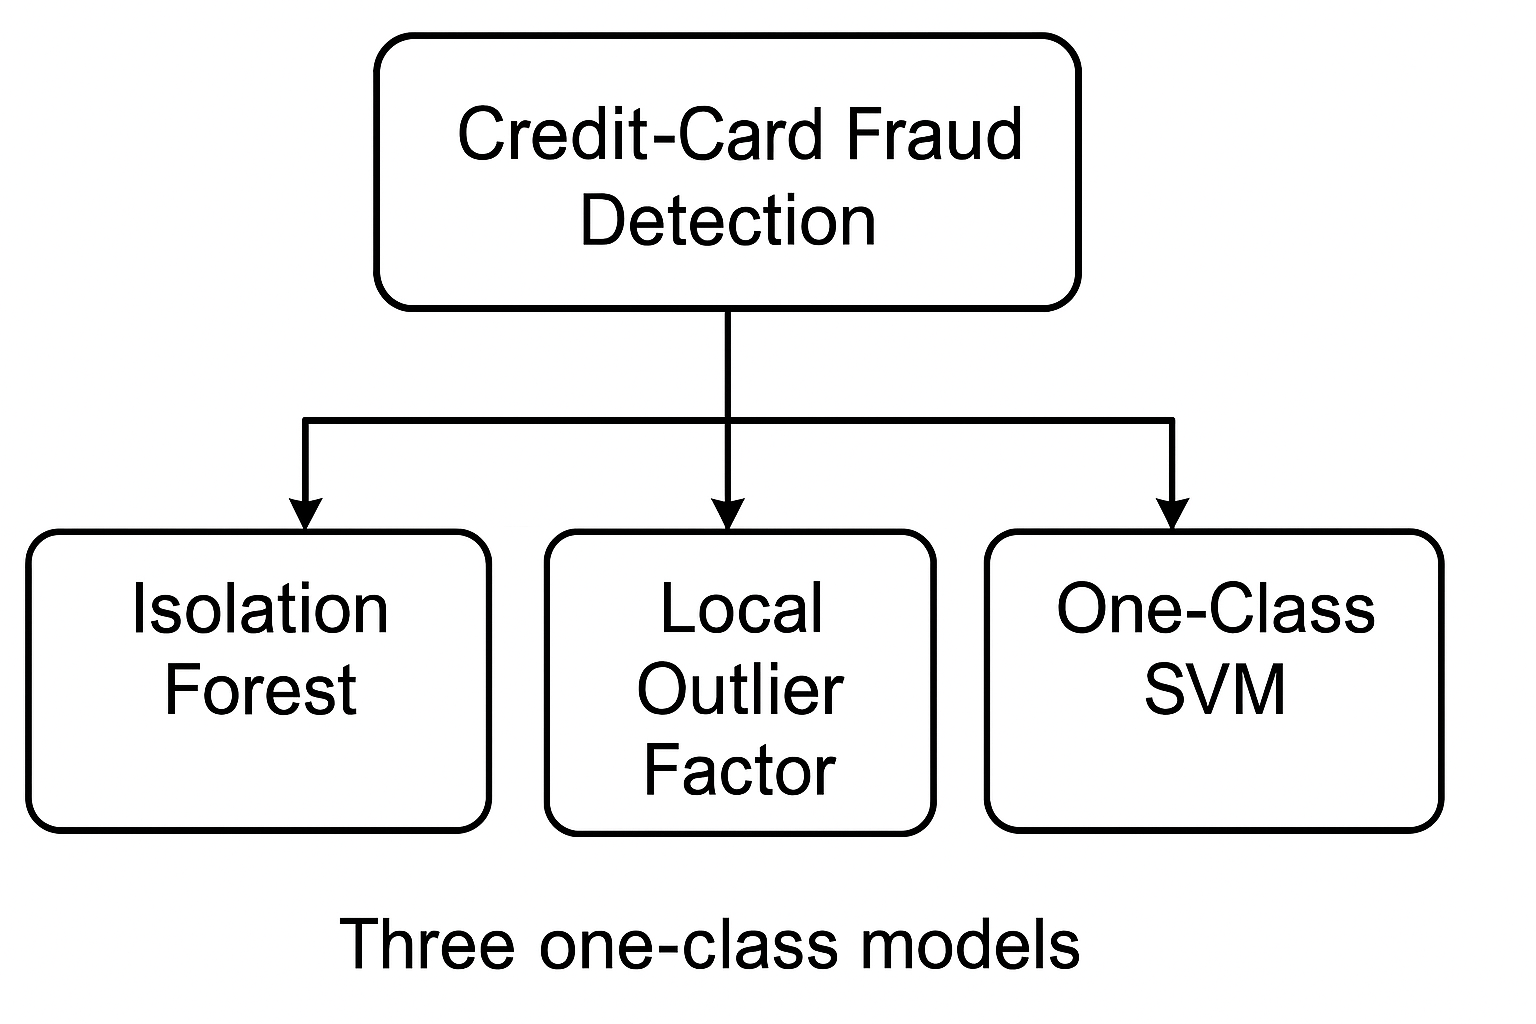 Credit-Card Fraud
Detection
Isolation
Forest
Local
Outlier
Factor
One-Class
SVM
Three one-class models